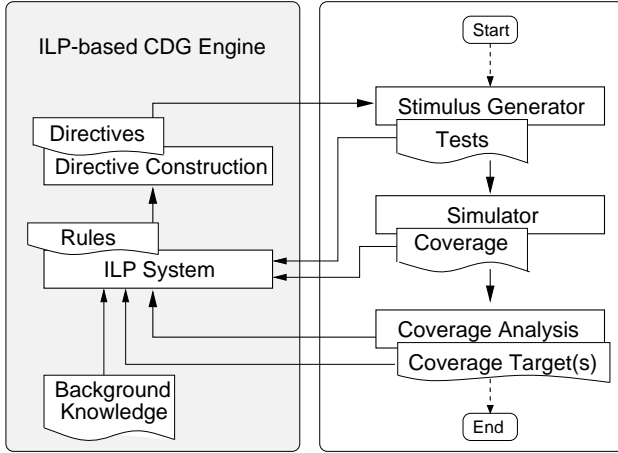 ILP-based CDG Engine
Directives
Directive Construction
Rules
ILP System
Background
Knowledge
Start
Stimulus Generator
Tests
Simulator
Coverage
Coverage Analysis
Coverage Target(s)
End